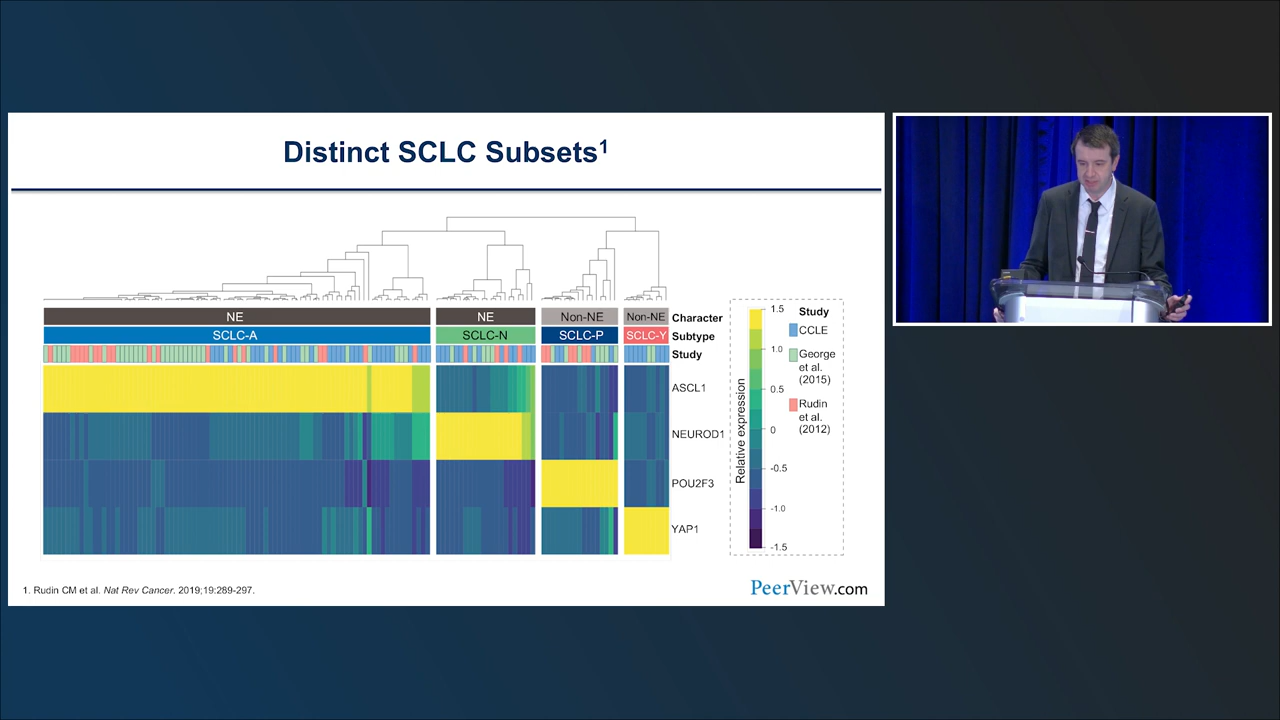 Distinct SCLC Subsets1
NE NE Non-NE Non-NE Character
SCLC-A SCLC-N SCLC-P SCLC-Y Subtype
Study
ASCL1
NEUROD1
POU2F3
YAP1
Relative expression
1.5
1.0
0.5
0
-0.5
-1.0
-1.5
Study
CCLE
George
et al.
(2015)
Rudin
et al.
(2012)
1. Rudin CM et al. Nat Rev Cancer. 2019;19:289-297.
PeerView.com